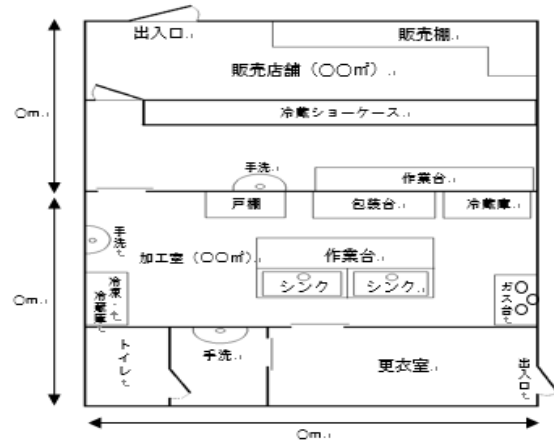 出入口
販売棚
販売店舗（〇〇㎡）
〇m
冷蔵ショーケース
手洗
作業台
戸棚
包装台
冷蔵庫
手洗
加工室（〇〇㎡）
作業台
シンク
シンク
冷凍・
冷蔵庫
ガス台
〇m
トイレ
手洗
更衣室
出入口
〇m